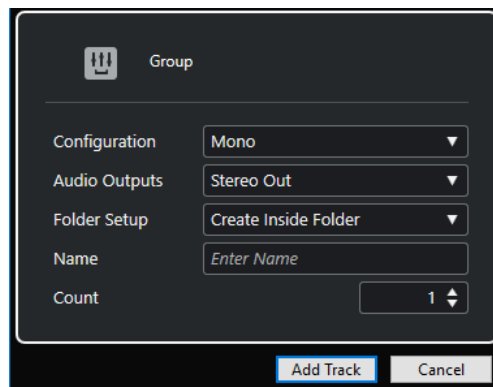 Group
Configuration Mono
Audio Outputs Stereo Out
Folder Setup Create Inside Folder
Name Enter Name
Count 1
Add Track Cancel